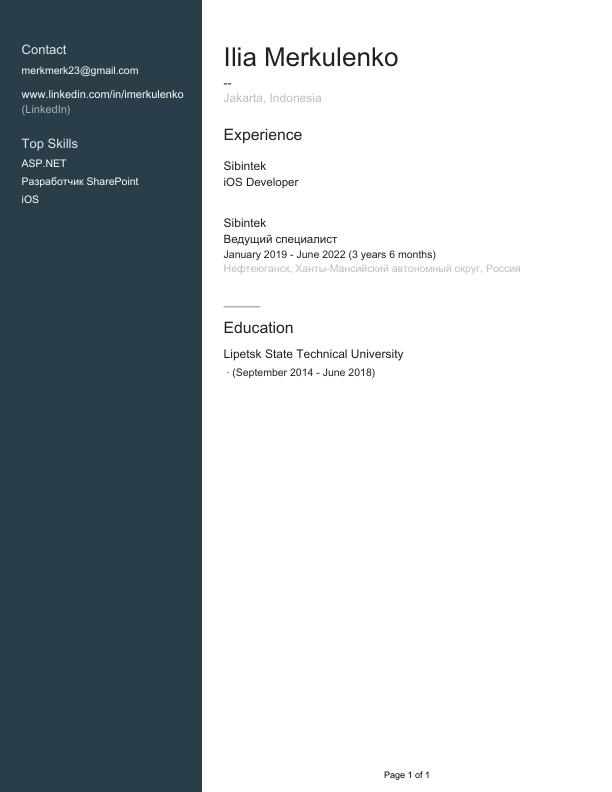 Contact
merkmerk23@gmail.com
www.linkedin.com/in/imerkulenko
(LinkedIn)
Top Skills
ASP.NET
Разработчик SharePoint
iOS
Ilia Merkulenko
--
Jakarta, Indonesia
Experience
Sibintek
iOS Developer
Sibintek
Ведущий специалист
January 2019 - June 2022 (3 years 6 months)
Нефтеюганск, Ханты-Мансийский автономный округ, Россия
Education
Lipetsk State Technical University
· (September 2014 - June 2018)
Page 1 of 1